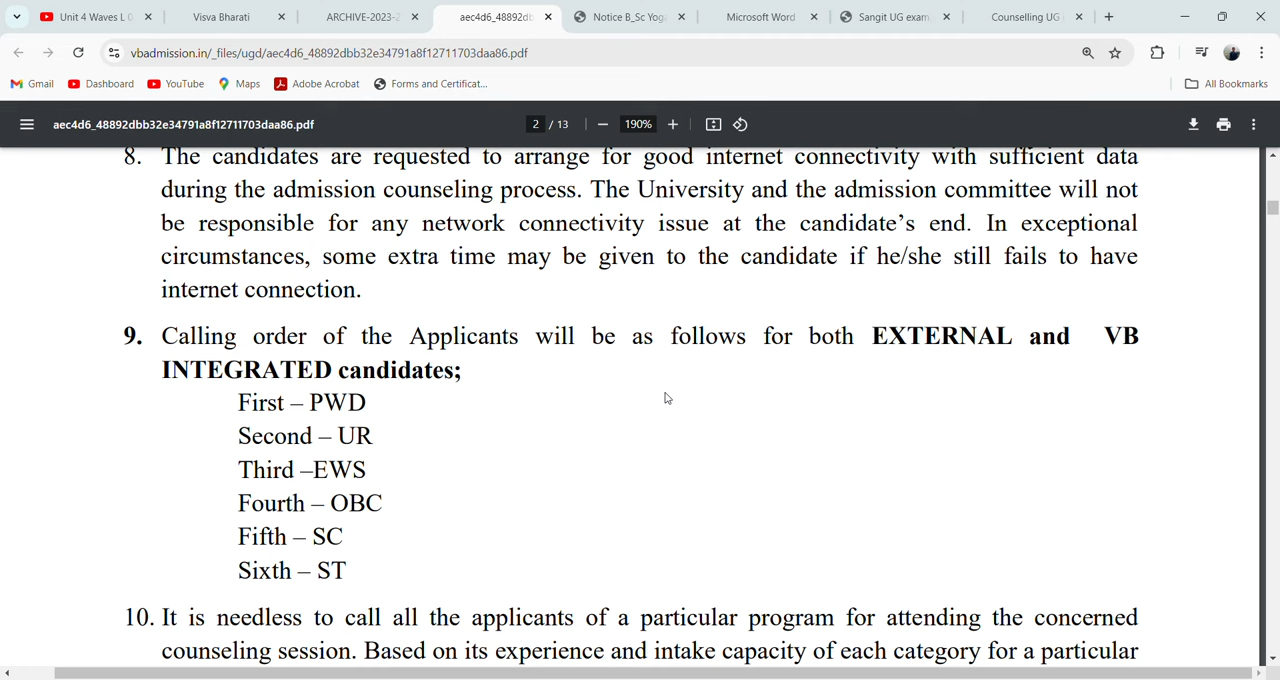 Unit 4 Waves L
Visva Bharati
ARCHIVE-2023-2
aec4d6_48892db
Notice B_Sc Yog
Microsoft Word
Sangit UG exam
Counselling UG
vbadmission.in/_files/ugd/aec4d6_48892dbb32e34791a8f12711703daa86.pdf
Gmail
Dashboard
YouTube
Maps
Adobe Acrobat
Forms and Certificat...
All Bookmarks
aec4d6_48892dbb32e34791a8f12711703daa86.pdf
2 / 13
190%
8. The candidates are requested to arrange for good internet connectivity with sufficient data
during the admission counseling process. The University and the admission committee will not
be responsible for any network connectivity issue at the candidate’s end. In exceptional
circumstances, some extra time may be given to the candidate if he/she still fails to have
internet connection.
9. Calling order of the Applicants will be as follows for both EXTERNAL and VB
INTEGRATED candidates;
First – PWD
Second – UR
Third –EWS
Fourth – OBC
Fifth – SC
Sixth – ST
10. It is needless to call all the applicants of a particular program for attending the concerned
counseling session. Based on its experience and intake capacity of each category for a particular